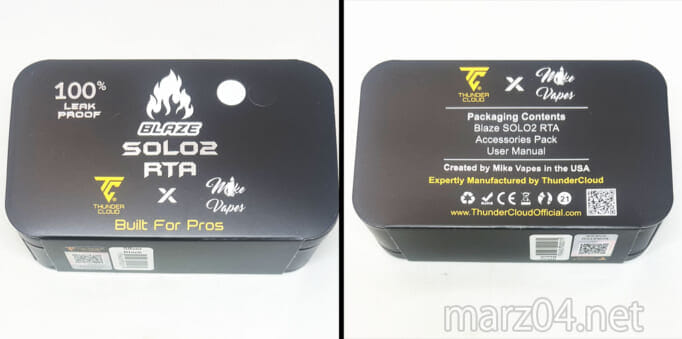 100%
LEAK
PROOF
BLAZE
SOLO2
RTA
THUNDER
CLOUD
X
Mike
Vapes
Built For Pros
THUNDER
CLOUD
X
Mike
Vapes
Packaging Contents
Blaze SOLO2 RTA
Accessories Pack
User Manual
Created by Mike Vapes in the USA
Expertly Manufactured by ThunderCloud
CE
21
www.ThunderCloudOfficial.com
marz04.net